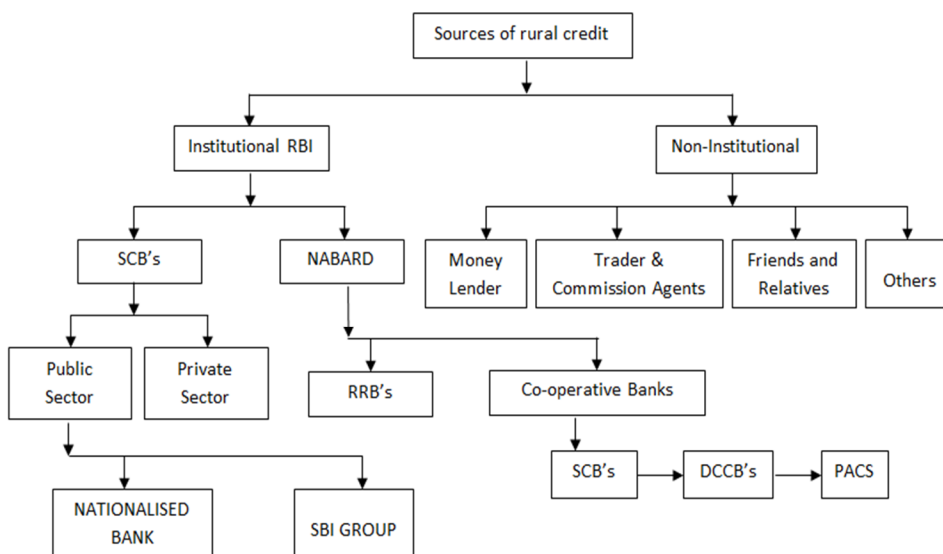 Sources of rural credit
Institutional RBI
Non-Institutional
SCB's
NABARD
Money
Lender
Trader &
Commission Agents
Friends and
Relatives
Others
Public
Sector
Private
Sector
RRB's
Co-operative Banks
SCB's
DCCB's
PACS
NATIONALISED
BANK
SBI GROUP